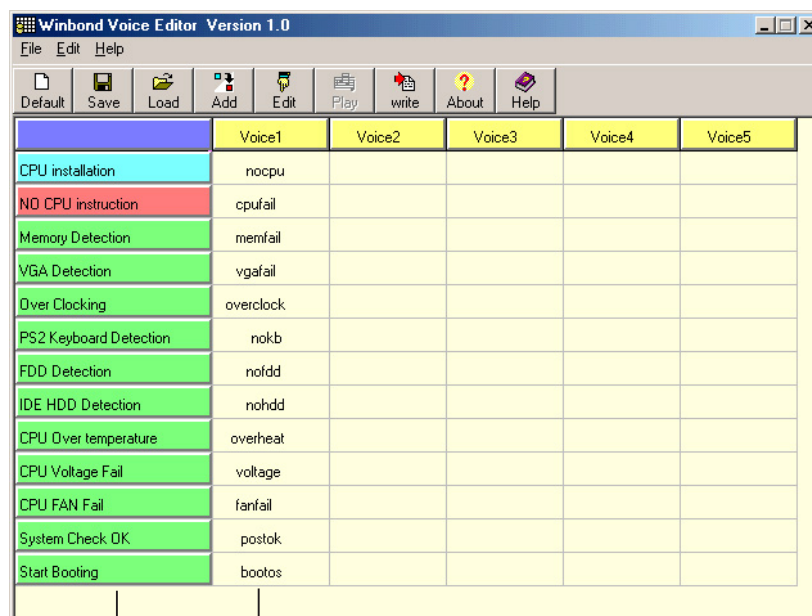 Winbond Voice Editor  Version 1.0
File Edit Help
Default Save Load Add Edit Play write About Help
Voice1 Voice2 Voice3 Voice4 Voice5
CPU installation nocpu
NO CPU instruction cpufail
Memory Detection memfail
VGA Detection vgafail
Over Clocking overclock
PS2 Keyboard Detection nokb
FDD Detection nofdd
IDE HDD Detection nohdd
CPU Over temperature overheat
CPU Voltage Fail voltage
CPU FAN Fail fanfail
System Check OK postok
Start Booting bootos